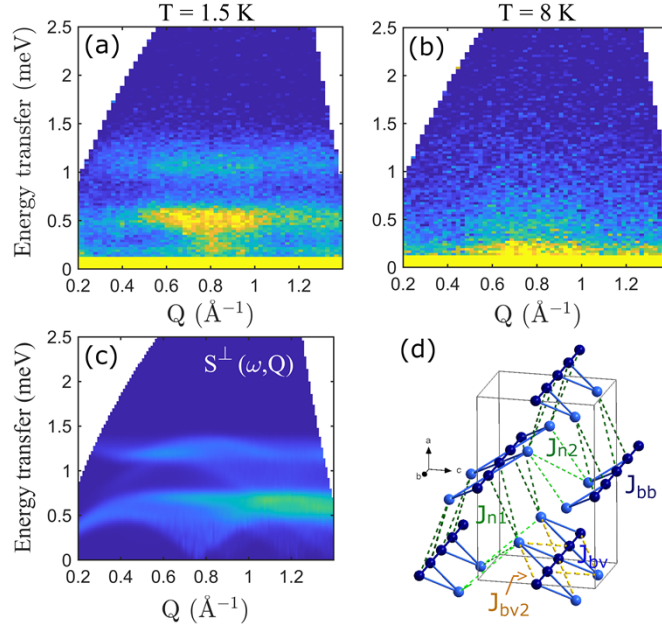 T = 1.5 K
T = 8 K
(a)
(b)
Energy transfer (meV)
2.5
2
1.5
1
0.5
0
2.5
2
1.5
1
0.5
0
0.2 0.4 0.6 0.8 1 1.2
0.2 0.4 0.6 0.8 1 1.2
Q (Å⁻¹)
Q (Å⁻¹)
(c)
S⊥(ω,Q)
(d)
Energy transfer (meV)
2.5
2
1.5
1
0.5
0
0.2 0.4 0.6 0.8 1 1.2
Q (Å⁻¹)
a
b
c
Jn2
Jbb
Jn1
Jbv
Jbv2